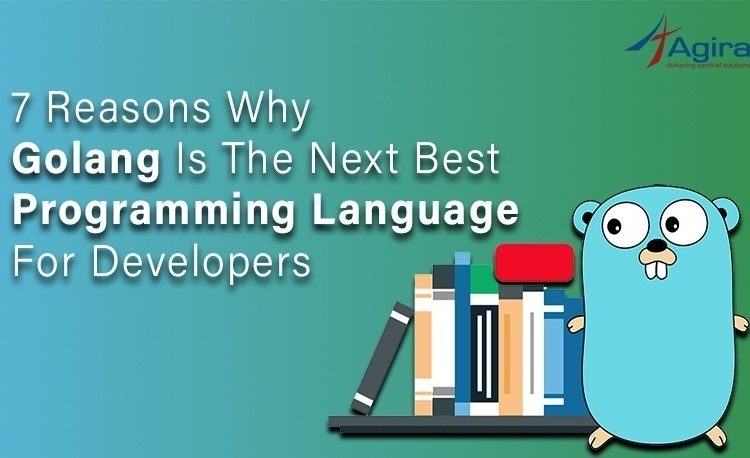 Agira
delivering sentinel solutions
7 Reasons Why
Golang Is The Next Best
Programming Language
For Developers